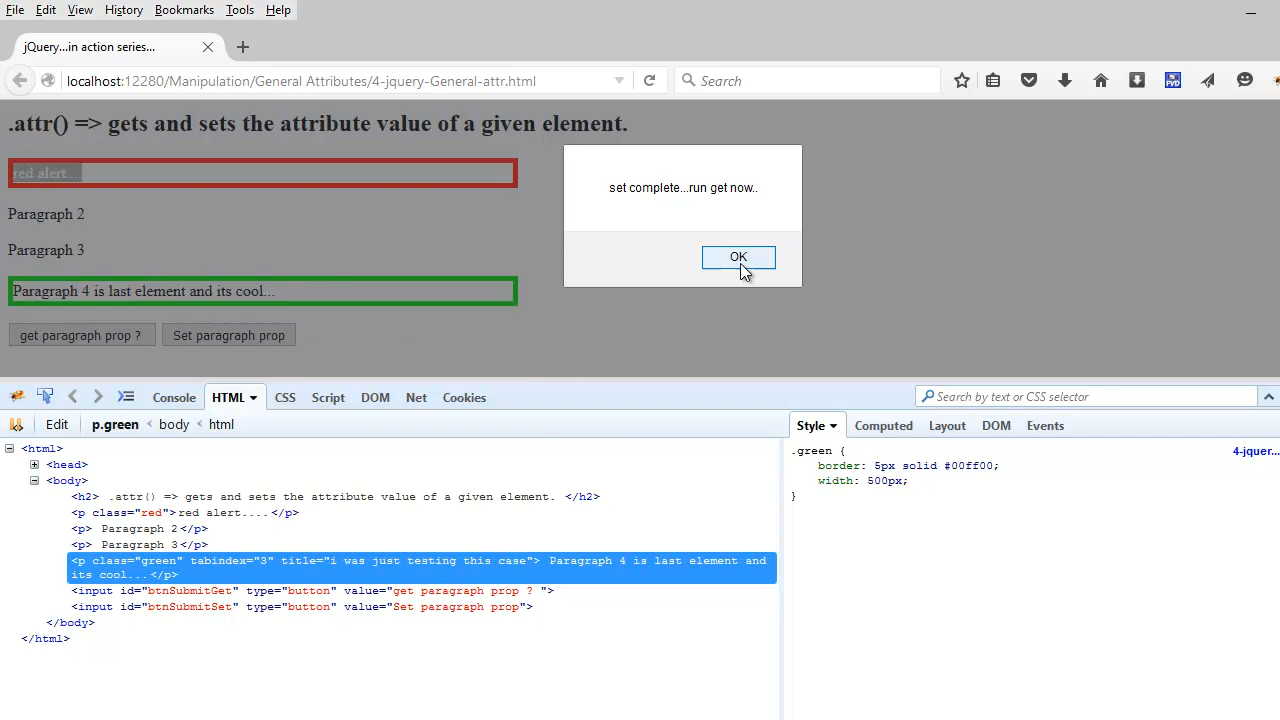 File Edit View History Bookmarks Tools Help
jQuery...in action series...
localhost:12280/Manipulation/General Attributes/4-jquery-General-attr.html
Search
.attr() => gets and sets the attribute value of a given element.
red alert....
set complete...run get now..
Paragraph 2
Paragraph 3
OK
Paragraph 4 is last element and its cool...
get paragraph prop ? Set paragraph prop
Console HTML CSS Script DOM Net Cookies
Search by text or CSS selector
Edit p.green < body < html
Style Computed Layout DOM Events
<html>
<head>
<body>
<h2> .attr() => gets and sets the attribute value of a given element. </h2>
<p class="red">red alert....</p>
<p> Paragraph 2</p>
<p> Paragraph 3</p>
<p class="green" tabindex="3" title="i was just testing this case"> Paragraph 4 is last element and
its cool...</p>
<input id="btnSubmitGet" type="button" value="get paragraph prop ? ">
<input id="btnSubmitSet" type="button" value="Set paragraph prop">
</body>
</html>
.green {
4-jquer...
border: 5px solid #00ff00;
width: 500px;
}